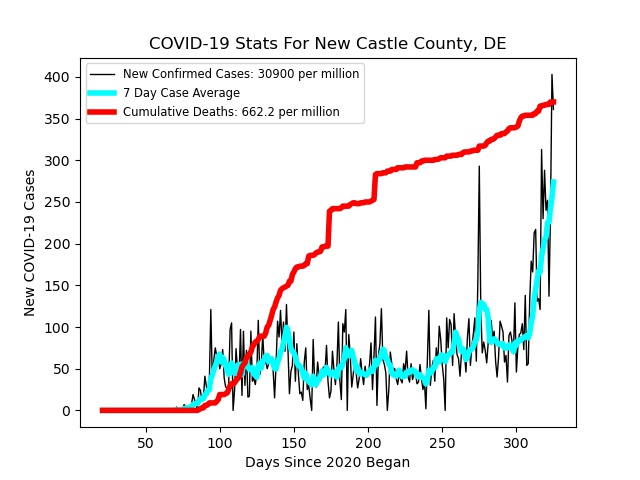 COVID-19 Stats For New Castle County, DE
New Confirmed Cases: 30900 per million
7 Day Case Average
Cumulative Deaths: 662.2 per million
New COVID-19 Cases
400
350
300
250
200
150
100
50
0
50
100
150
200
250
300
Days Since 2020 Began